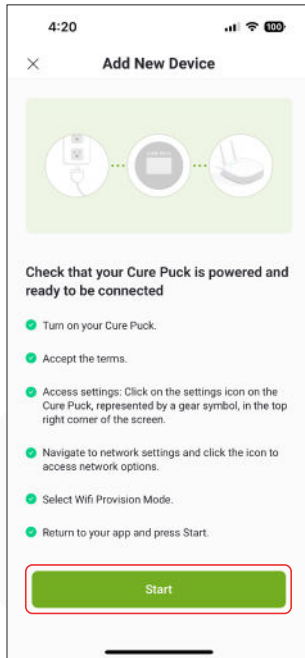 4:20
100
Add New Device
Check that your Cure Puck is powered and
ready to be connected
Turn on your Cure Puck.
Accept the terms.
Access settings: Click on the settings icon on the
Cure Puck, represented by a gear symbol, in the top
right corner of the screen.
Navigate to network settings and click the icon to
access network options.
Select Wifi Provision Mode.
Return to your app and press Start.
Start